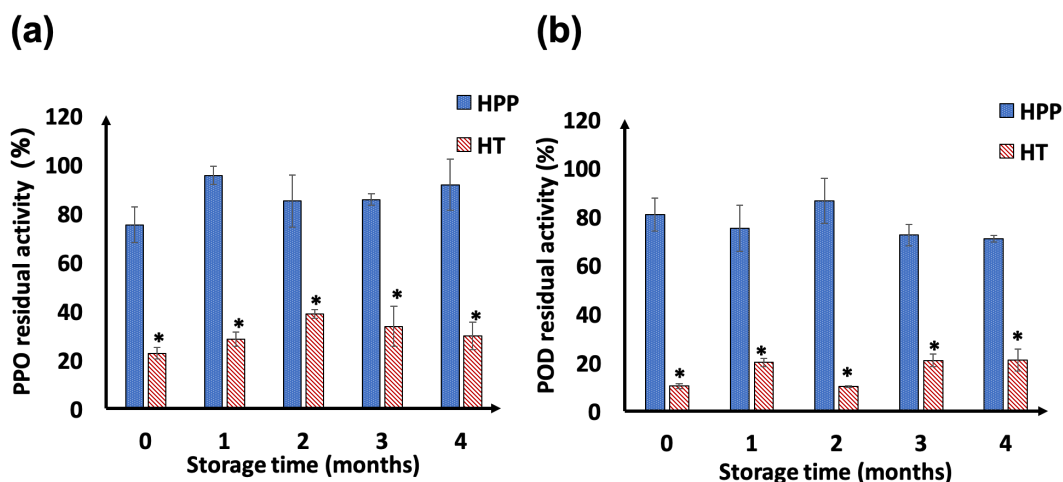 (a)
PPO residual activity (%)
120
100
80
60
40
20
0
HPP
HT
*
*
*
*
*
0 1 2 3 4
Storage time (months)
(b)
POD residual activity (%)
120
100
80
60
40
20
0
HPP
HT
*
*
*
*
*
0 1 2 3 4
Storage time (months)